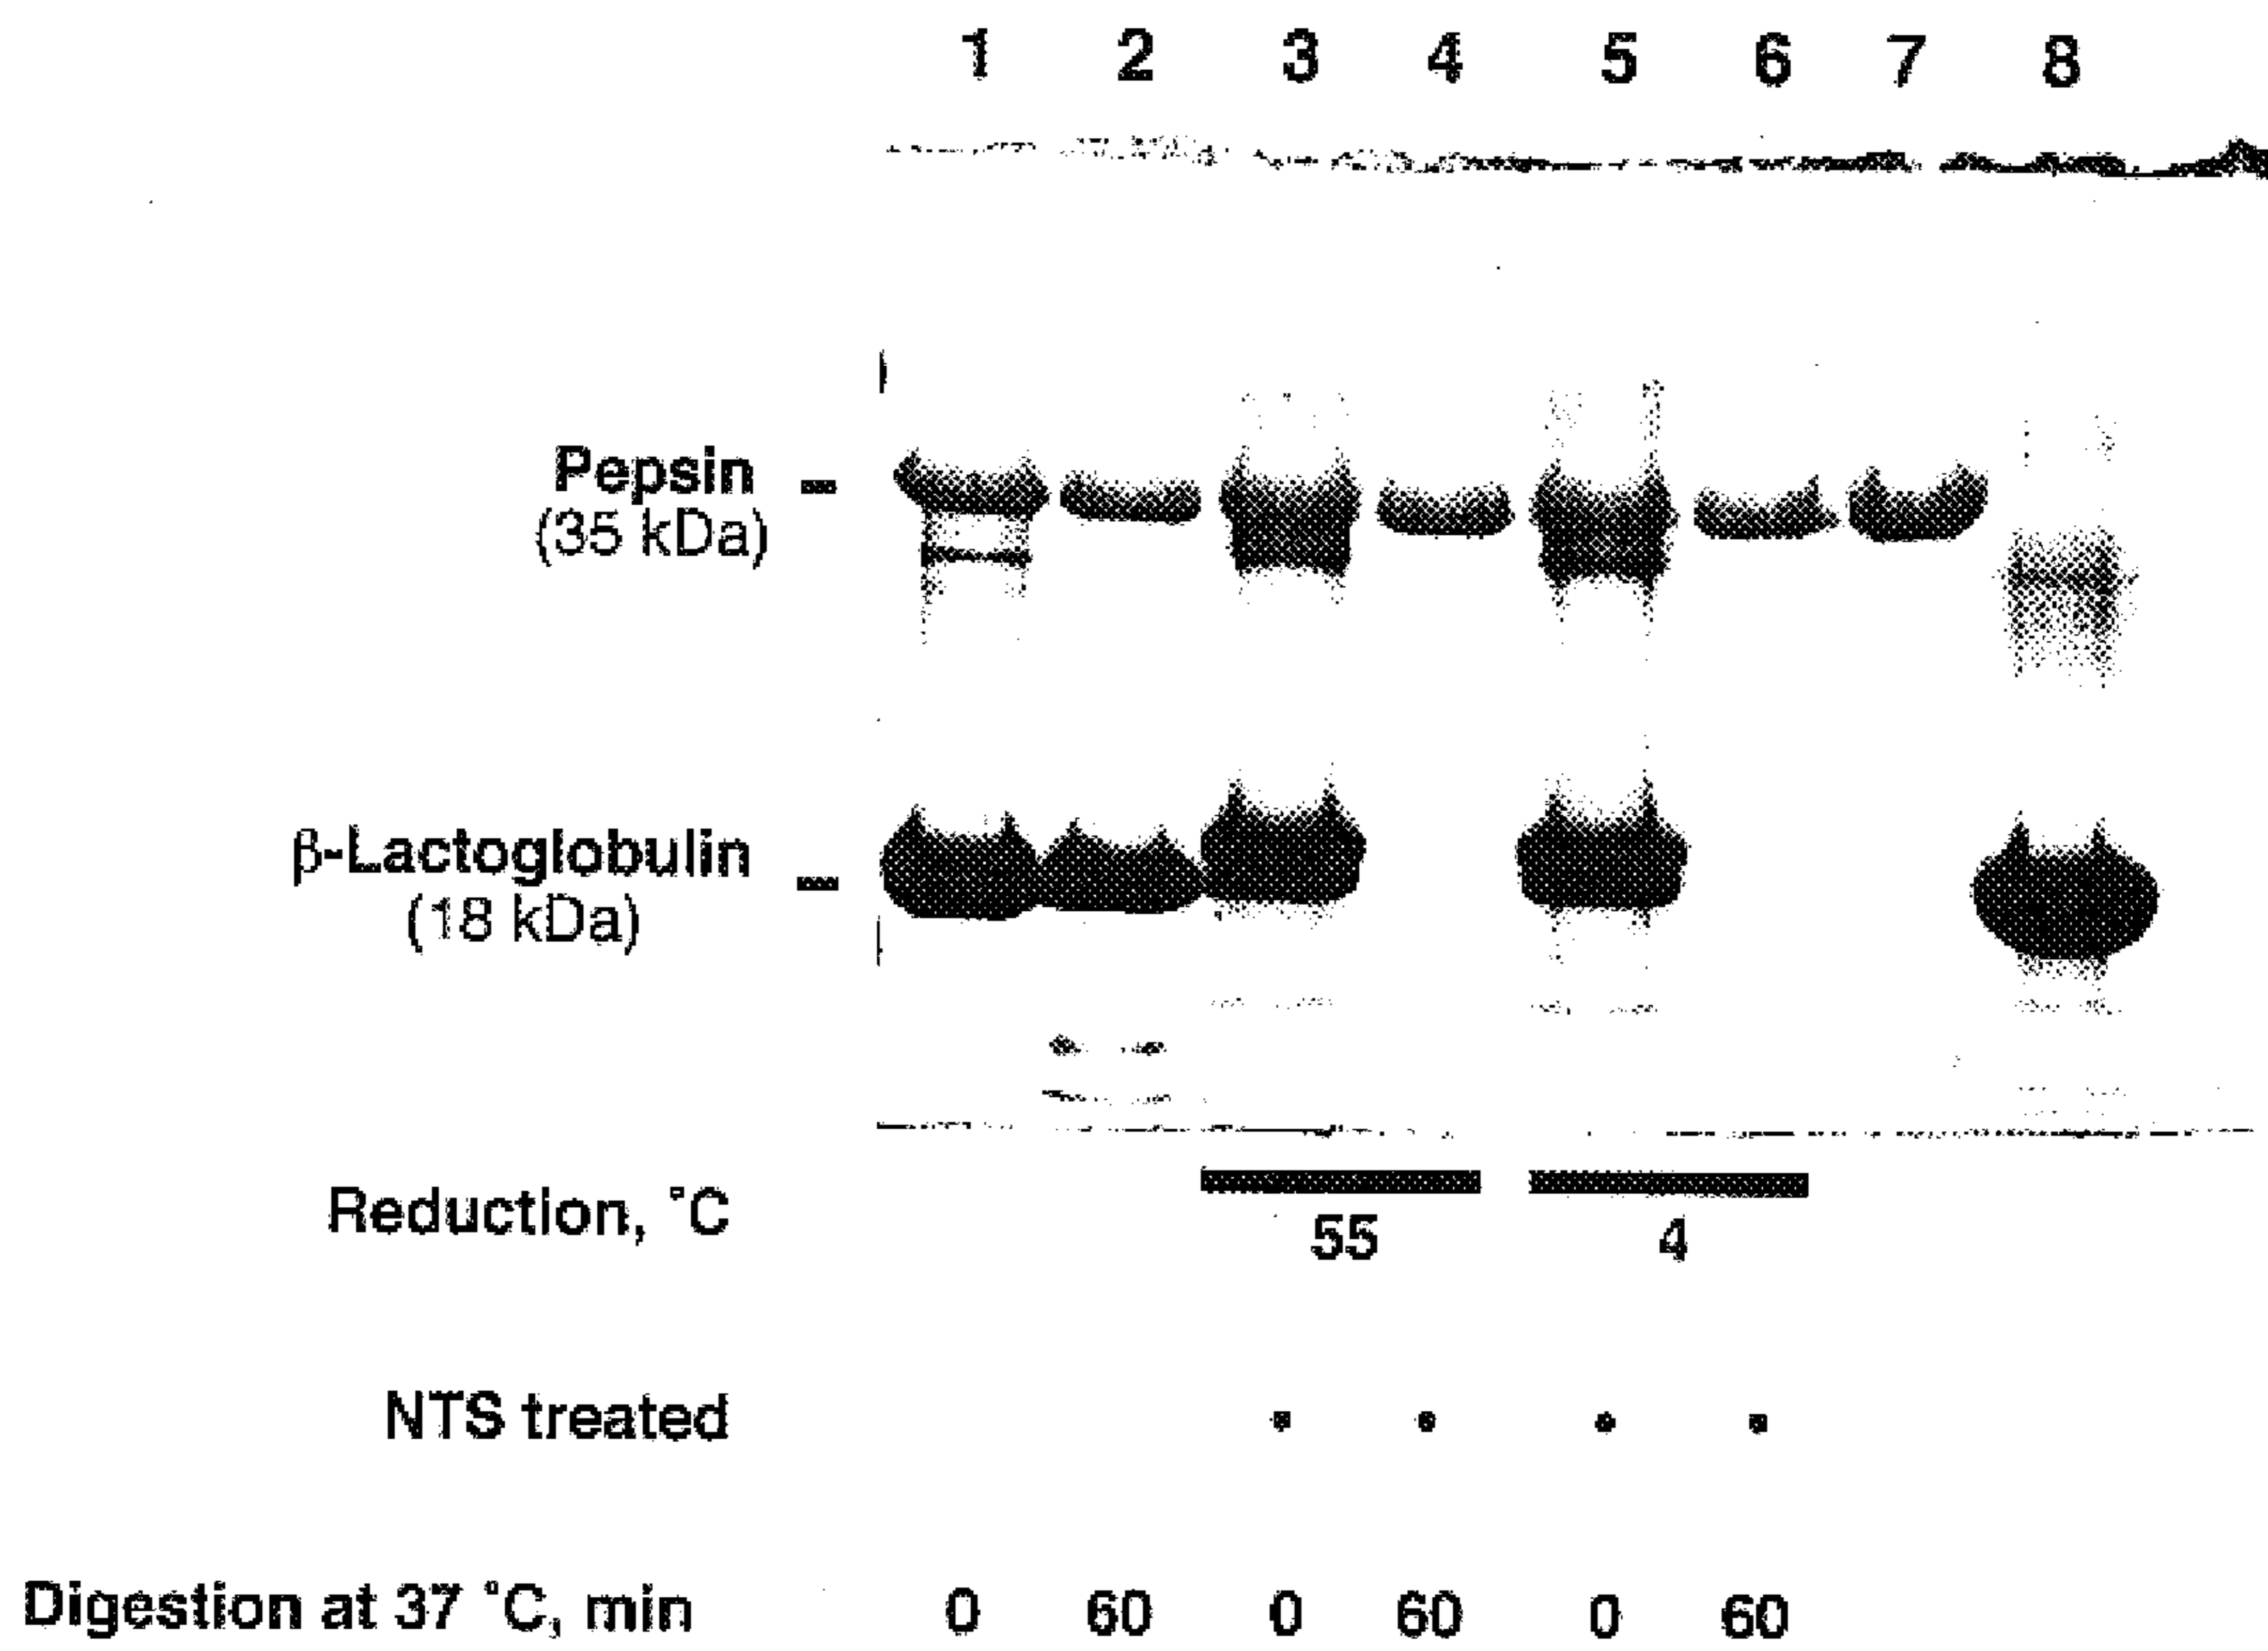 1 2 3 4 5 6 7 8
Pepsin
(35 kDa)
β-Lactoglobulin
(18 kDa)
Reduction, °C
55 4
NTS treated
Digestion at 37 °C, min 0 60 0 60 0 60